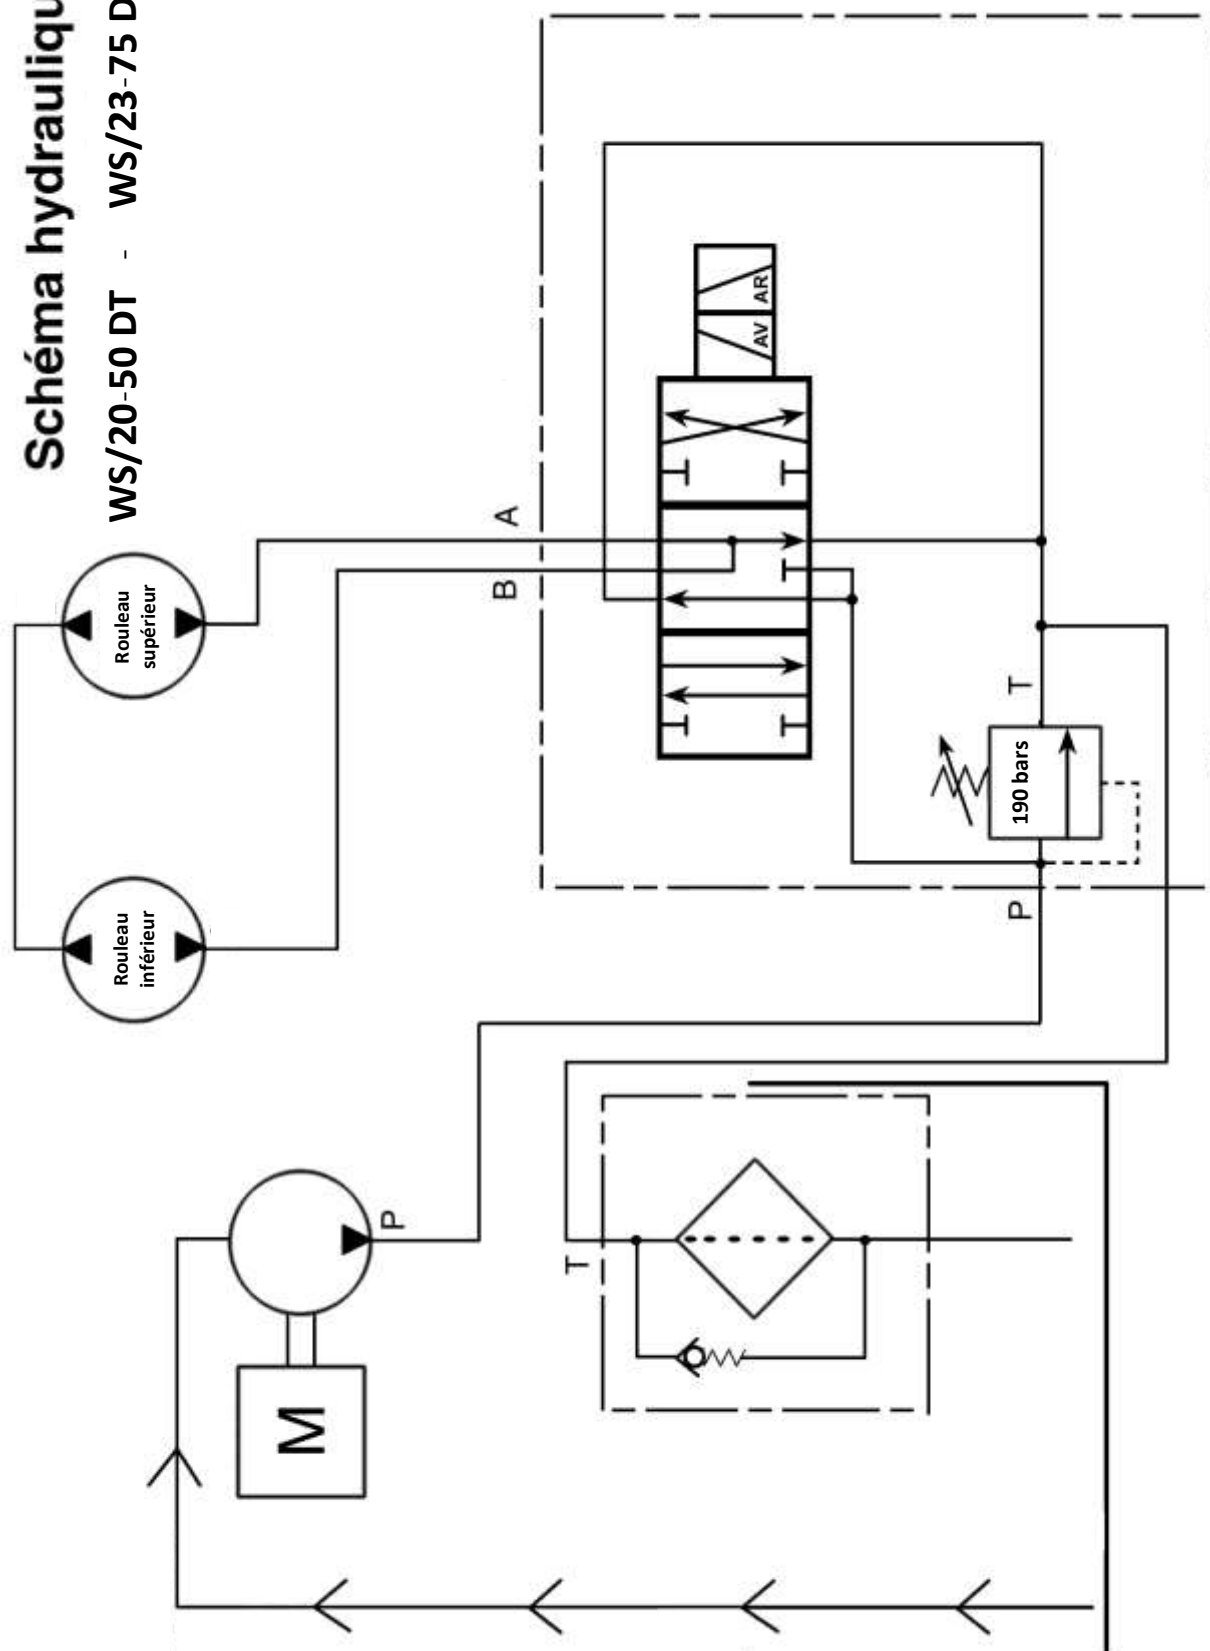 Schéma hydrauliqu
WS/20-50 DT - WS/23-75 D
Rouleau
inférieur
Rouleau
supérieur
B
A
AV
AR
M
P
T
P
190 bars
T